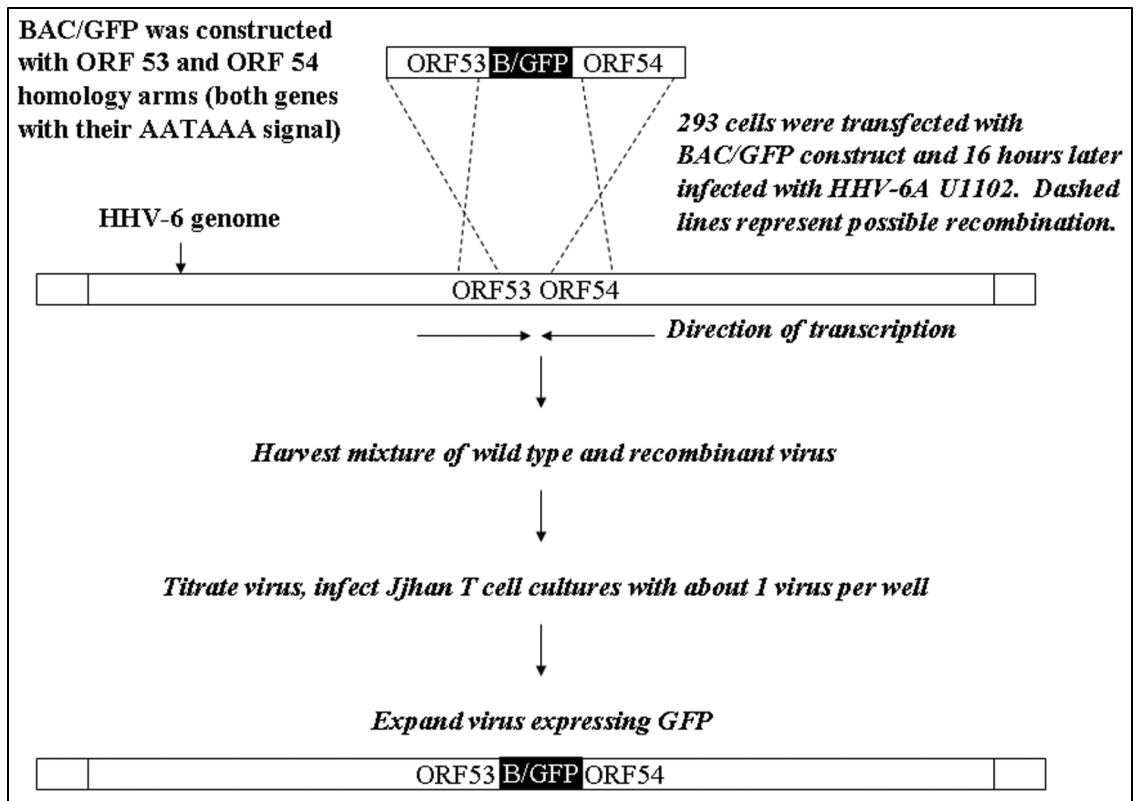 BAC/GFP was constructed
with ORF 53 and ORF 54
homology arms (both genes
with their AATAAA signal)
ORF53 B/GFP ORF54
293 cells were transfected with
BAC/GFP construct and 16 hours later
infected with HHV-6A U1102. Dashed
lines represent possible recombination.
HHV-6 genome
ORF53 ORF54
Direction of transcription
Harvest mixture of wild type and recombinant virus
Titrate virus, infect Jjhan T cell cultures with about 1 virus per well
Expand virus expressing GFP
ORF53 B/GFP ORF54